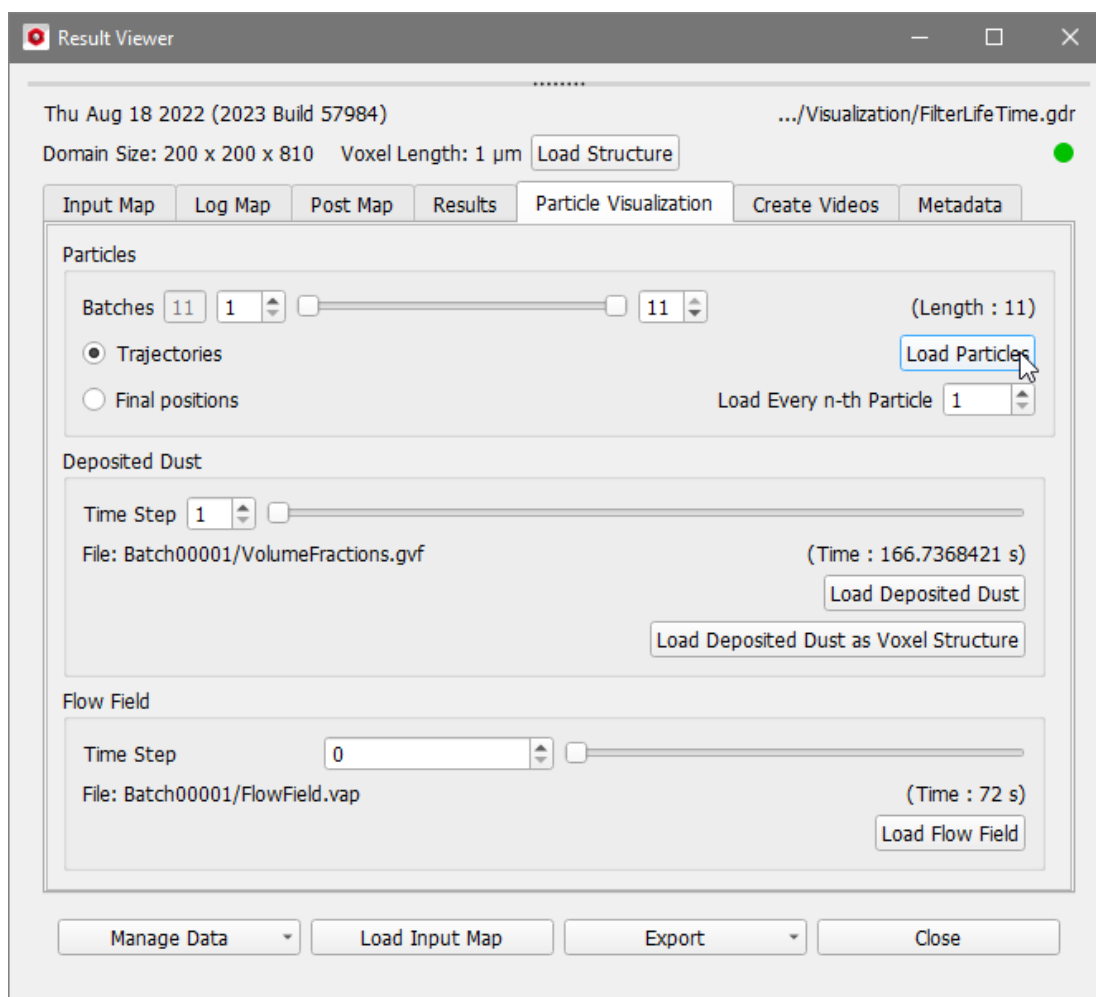 Result Viewer
Thu Aug 18 2022 (2023 Build 57984) .../Visualization/FilterLifeTime.gdr
Domain Size: 200 x 200 x 810 Voxel Length: 1 µm Load Structure
Input Map Log Map Post Map Results Particle Visualization Create Videos Metadata
Particles
Batches 11 1 11 (Length : 11)
Trajectories Load Particles
Final positions Load Every n-th Particle 1
Deposited Dust
Time Step 1
File: Batch00001/VolumeFractions.gvf (Time : 166.7368421 s)
Load Deposited Dust
Load Deposited Dust as Voxel Structure
Flow Field
Time Step 0
File: Batch00001/FlowField.vap (Time : 72 s)
Load Flow Field
Manage Data Load Input Map Export Close